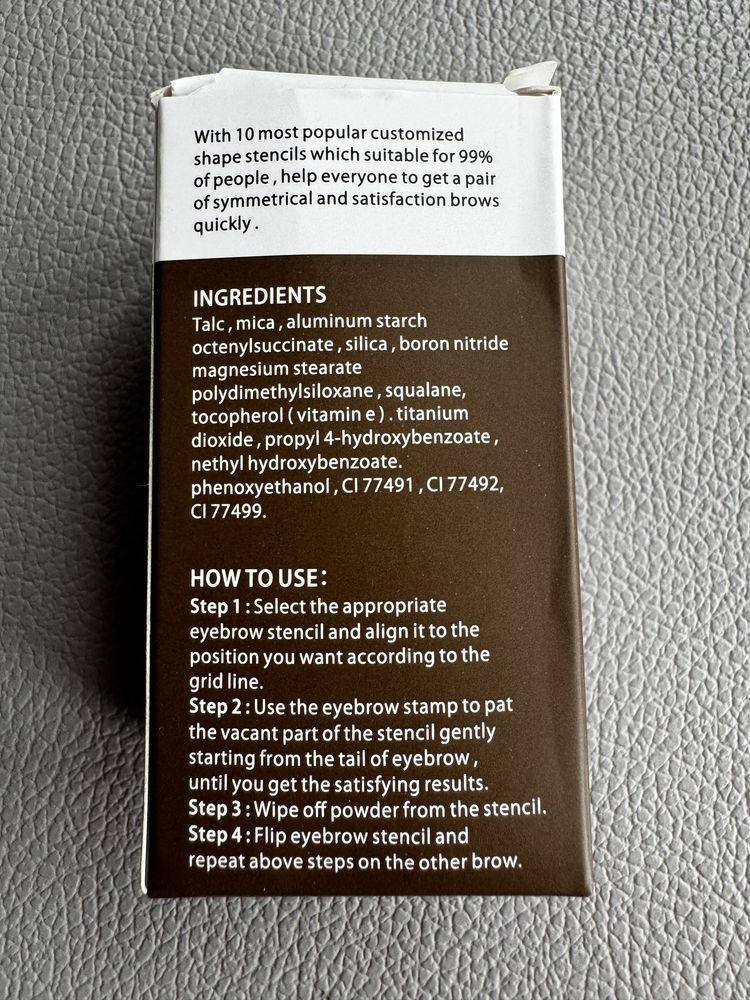 With 10 most popular customized
shape stencils which suitable for 99%
of people , help everyone to get a pair
of symmetrical and satisfaction brows
quickly .
INGREDIENTS
Talc , mica , aluminum starch
octenylsuccinate , silica , boron nitride
magnesium stearate
polydimethylsiloxane , squalane,
tocopherol ( vitamin e ) . titanium
dioxide , propyl 4-hydroxybenzoate ,
nethyl hydroxybenzoate.
phenoxyethanol , CI 77491 , CI 77492,
CI 77499.
HOW TO USE :
Step 1 : Select the appropriate
eyebrow stencil and align it to the
position you want according to the
grid line.
Step 2 : Use the eyebrow stamp to pat
the vacant part of the stencil gently
starting from the tail of eyebrow ,
until you get the satisfying results.
Step 3 : Wipe off powder from the stencil.
Step 4 : Flip eyebrow stencil and
repeat above steps on the other brow.